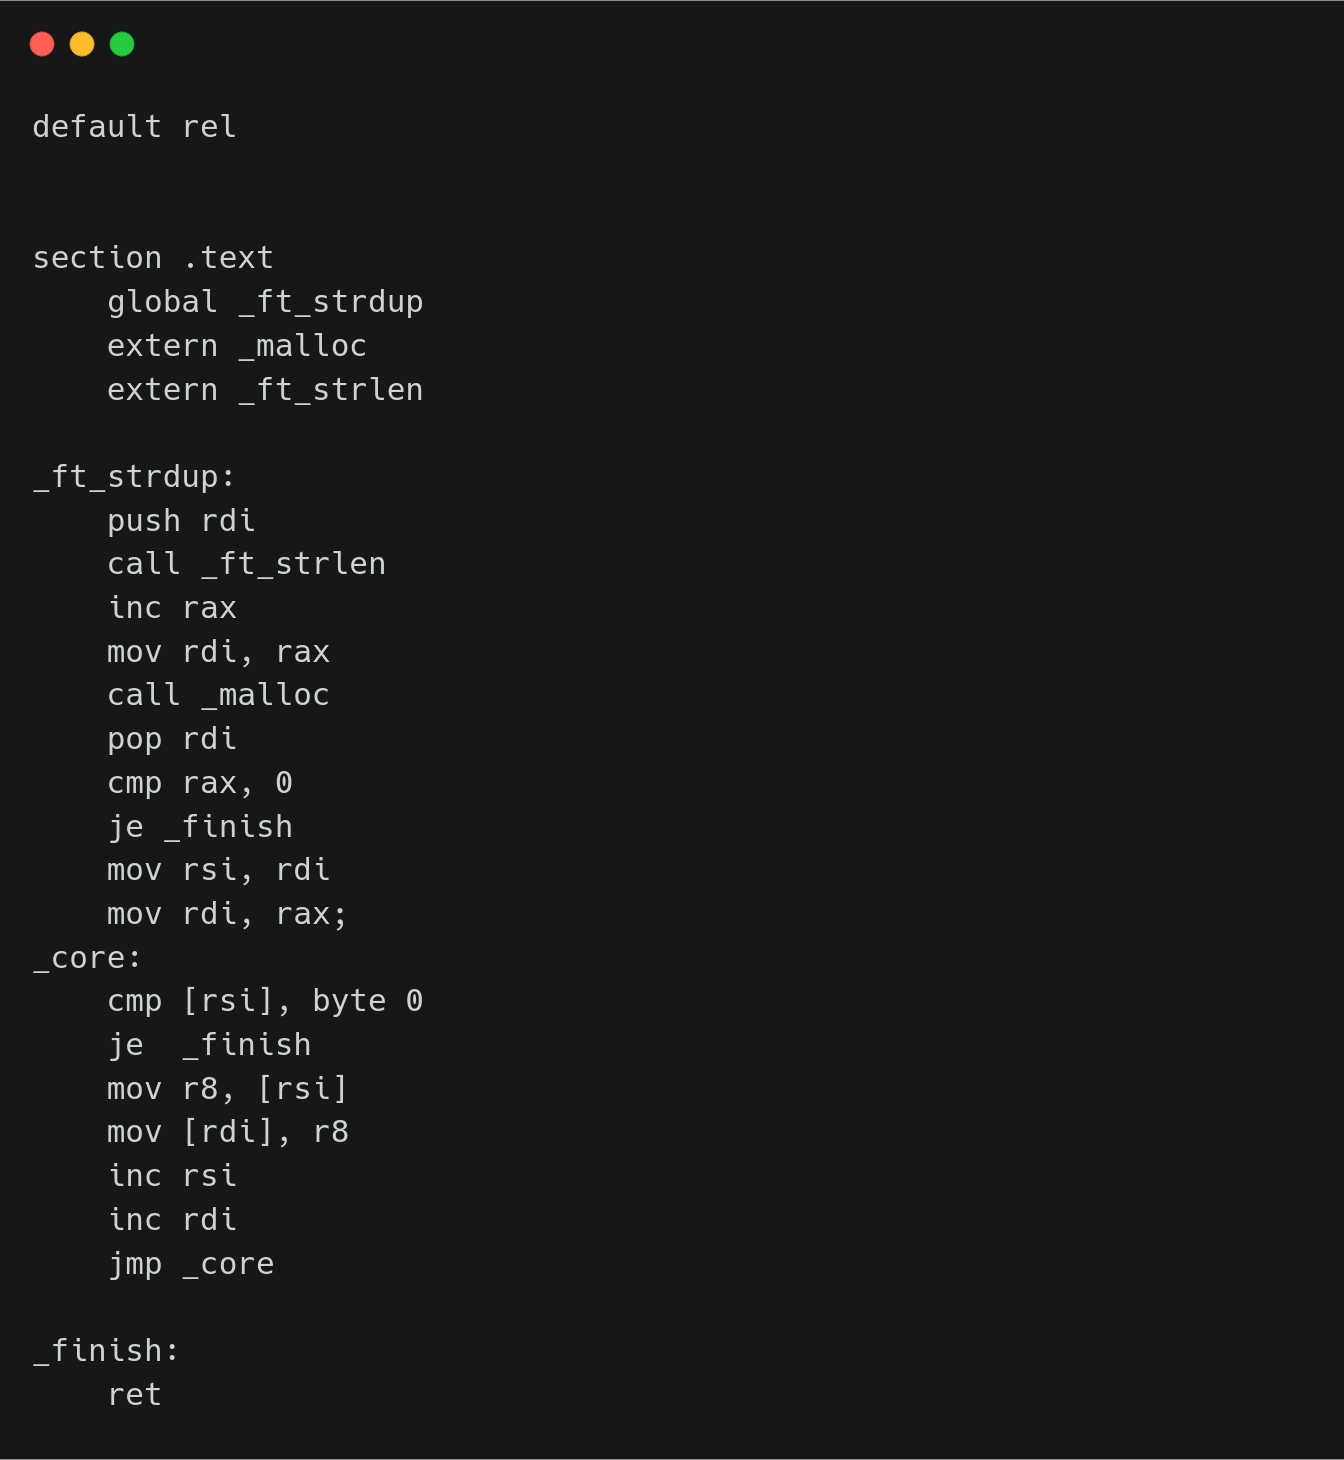 default rel
section .text
    global _ft_strdup
    extern _malloc
    extern _ft_strlen
_ft_strdup:
    push rdi
    call _ft_strlen
    inc rax
    mov rdi, rax
    call _malloc
    pop rdi
    cmp rax, 0
    je _finish
    mov rsi, rdi
    mov rdi, rax;
_core:
    cmp [rsi], byte 0
    je  _finish
    mov r8, [rsi]
    mov [rdi], r8
    inc rsi
    inc rdi
    jmp _core
_finish:
    ret